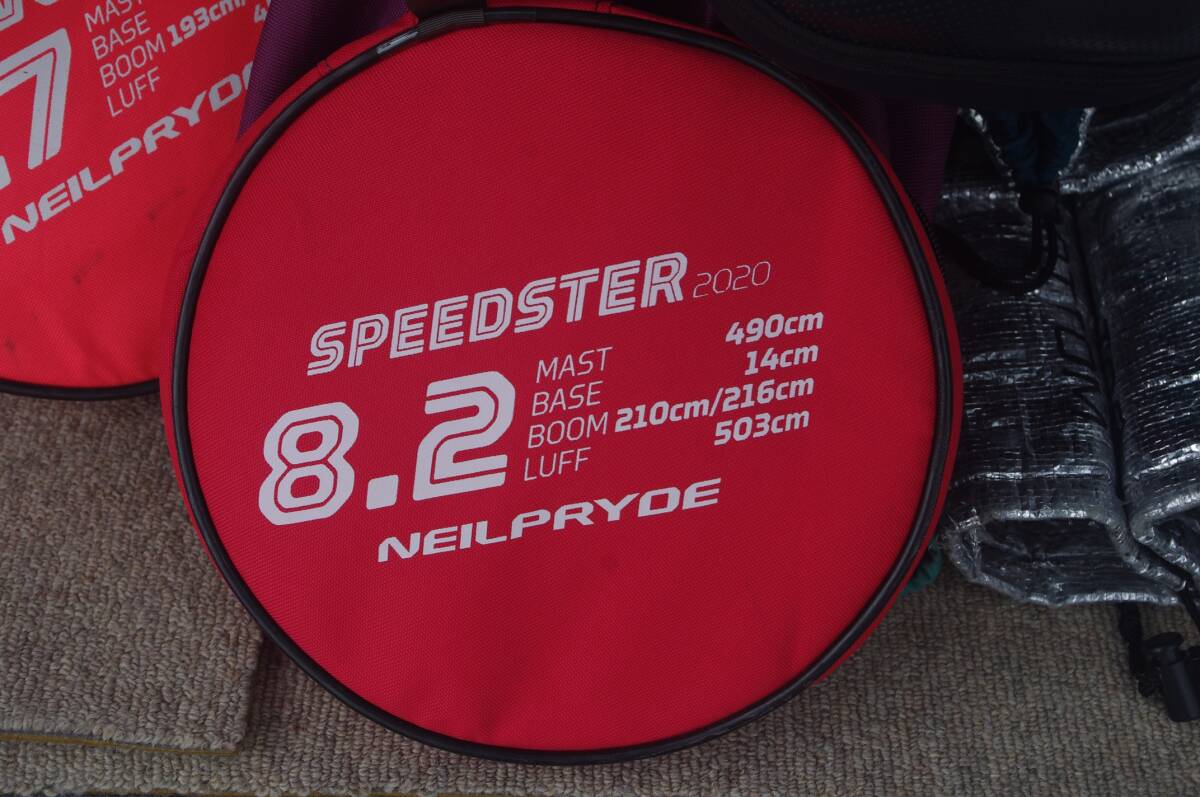 SPEEDSTER 2020
8.2
MAST 490cm
BASE 14cm
BOOM 210cm/216cm
LUFF 503cm
NEILPRYDE
.7
MAST
BASE
BOOM 193cm/
LUFF
NEILPRYDE